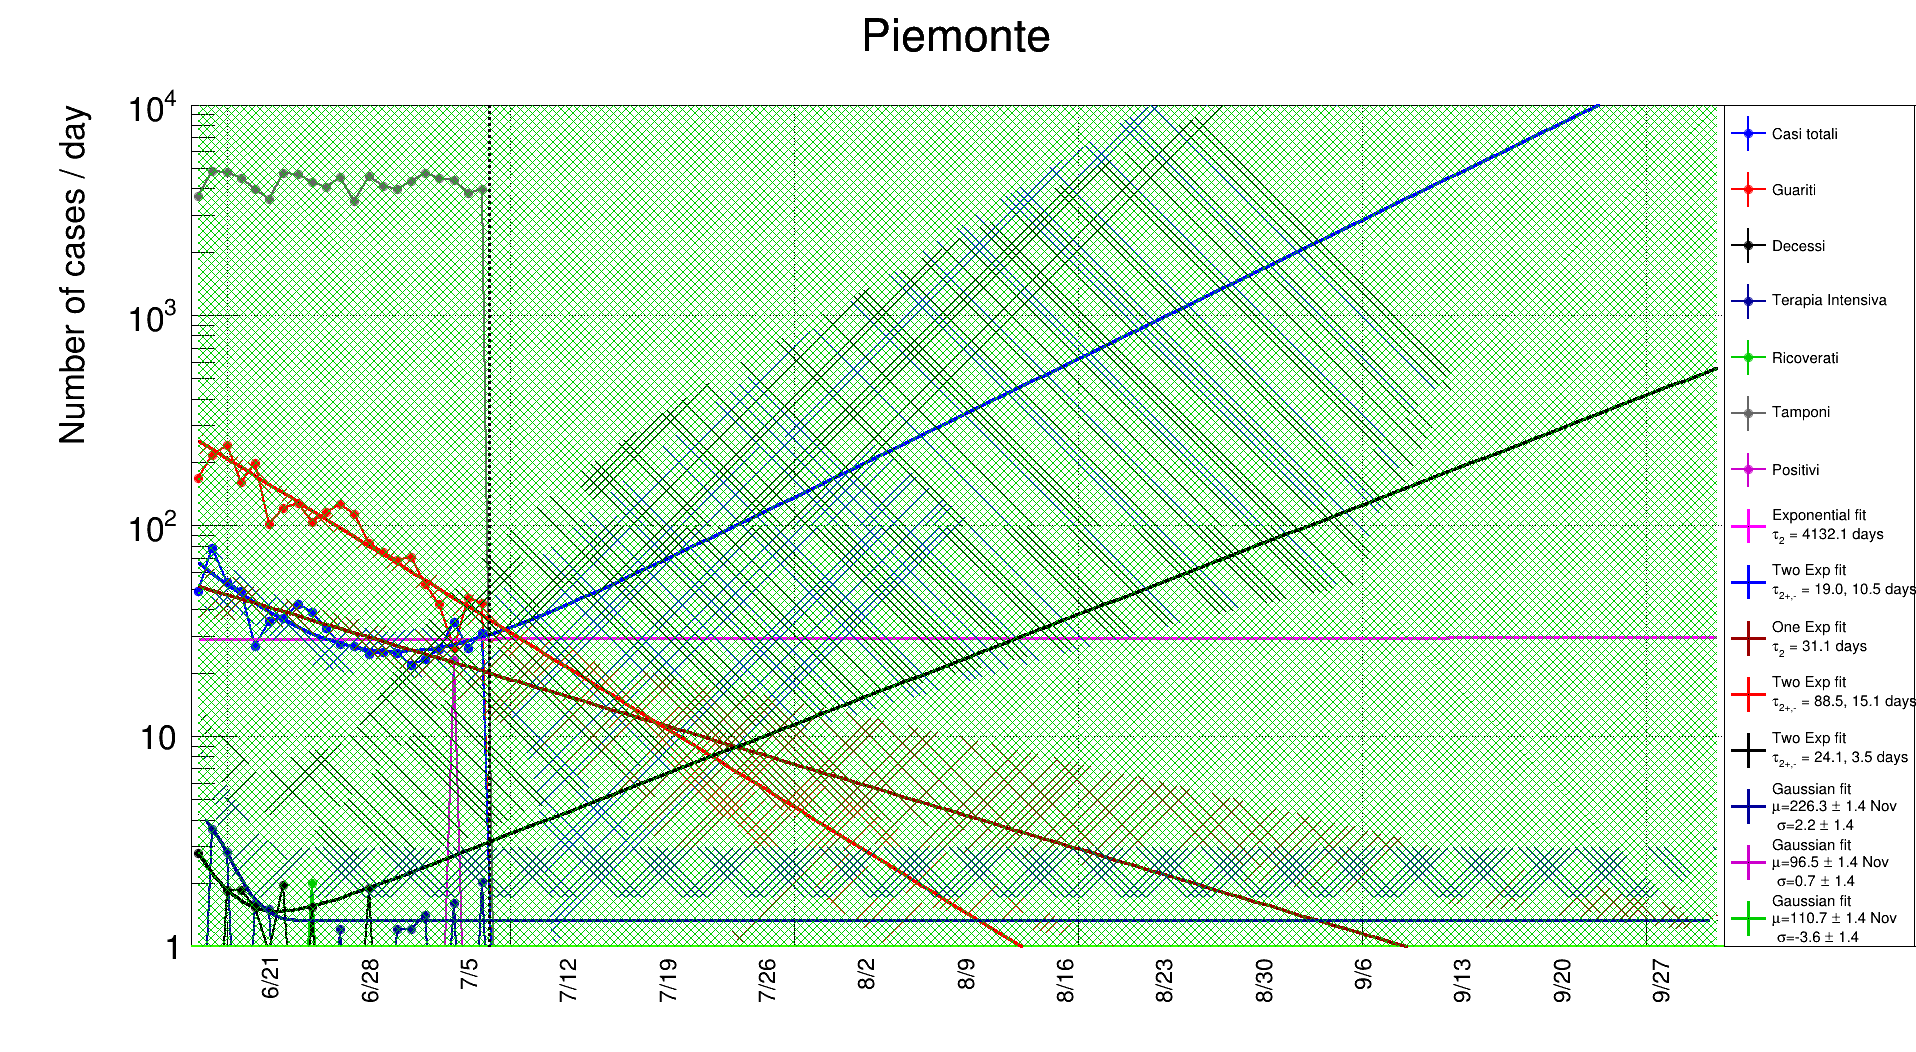 Piemonte
Number of cases / day
10^4
10^3
10^2
10
1
6/21
6/28
7/5
7/12
7/19
7/26
8/2
8/9
8/16
8/23
8/30
9/6
9/13
9/20
9/27
Casi totali
Guariti
Decessi
Terapia Intensiva
Ricoverati
Tamponi
Positivi
Exponential fit
τ2 = 4132.1 days
Two Exp fit
τ2+,- = 19.0, 10.5 days
One Exp fit
τ2 = 31.1 days
Two Exp fit
τ2+,- = 88.5, 15.1 days
Two Exp fit
τ2+,- = 24.1, 3.5 days
Gaussian fit
μ=226.3 ± 1.4 Nov
σ=2.2 ± 1.4
Gaussian fit
μ=96.5 ± 1.4 Nov
σ=0.7 ± 1.4
Gaussian fit
μ=110.7 ± 1.4 Nov
σ=-3.6 ± 1.4